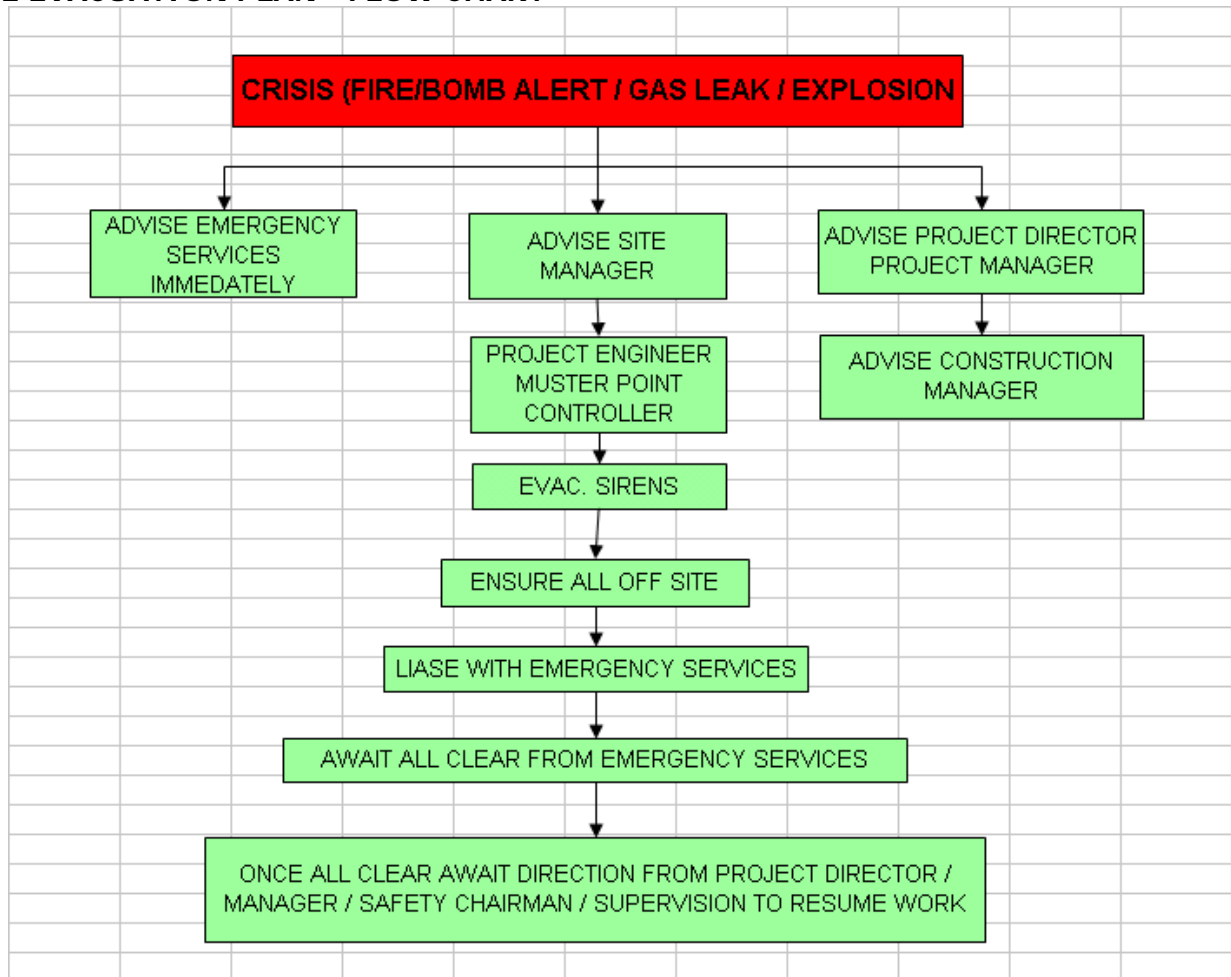 CRISIS (FIRE/BOMB ALERT / GAS LEAK / EXPLOSION
ADVISE EMERGENCY
SERVICES
IMMEDATELY
ADVISE SITE
MANAGER
ADVISE PROJECT DIRECTOR
PROJECT MANAGER
PROJECT ENGINEER
MUSTER POINT
CONTROLLER
ADVISE CONSTRUCTION
MANAGER
EVAC. SIRENS
ENSURE ALL OFF SITE
LIASE WITH EMERGENCY SERVICES
AWAIT ALL CLEAR FROM EMERGENCY SERVICES
ONCE ALL CLEAR AWAIT DIRECTION FROM PROJECT DIRECTOR /
MANAGER / SAFETY CHAIRMAN / SUPERVISION TO RESUME WORK